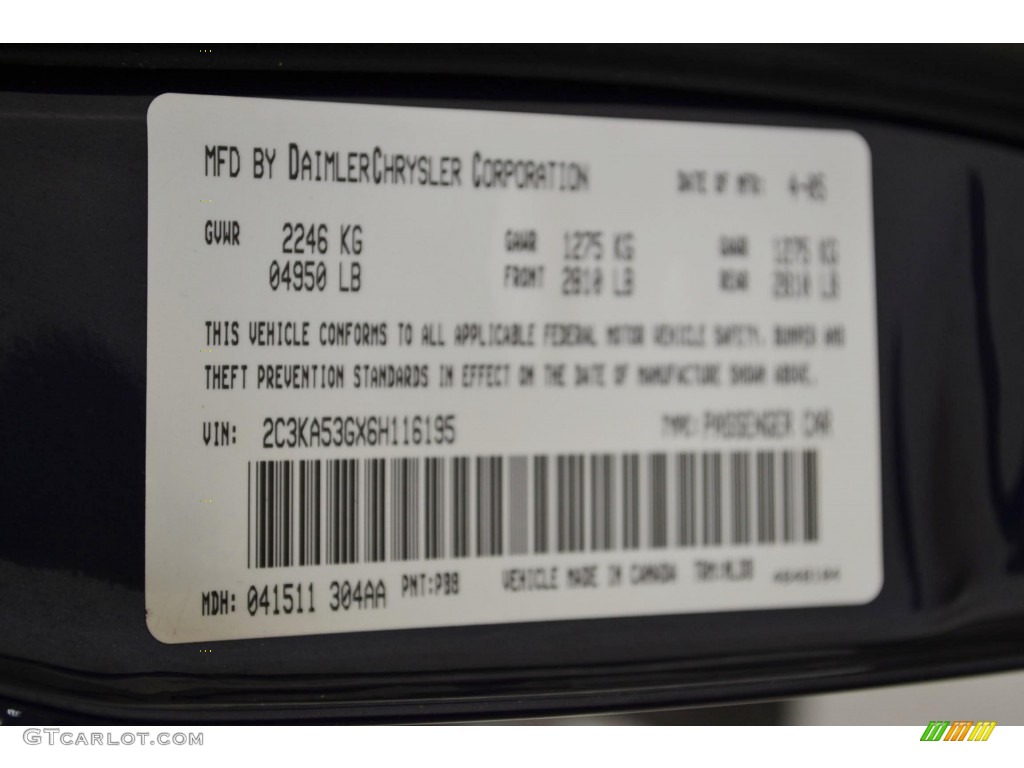 MFD BY DAIMLERCHRYSLER CORPORATION DATE OF MFR: 4-05
GVWR 2246 KG GAWR 1275 KG GAWR 1275 KG
04950 LB FRONT 2810 LB REAR 2810 LB
THIS VEHICLE CONFORMS TO ALL APPLICABLE FEDERAL MOTOR VEHICLE SAFETY, BUMPER AND
THEFT PREVENTION STANDARDS IN EFFECT ON THE DATE OF MANUFACTURE SHOWN ABOVE.
VIN: 2C3KA53GX6H116195 TYPE: PASSENGER CAR
MDH: 041511 304AA PNT:PB8 VEHICLE MADE IN CANADA
GTCARLOT.COM